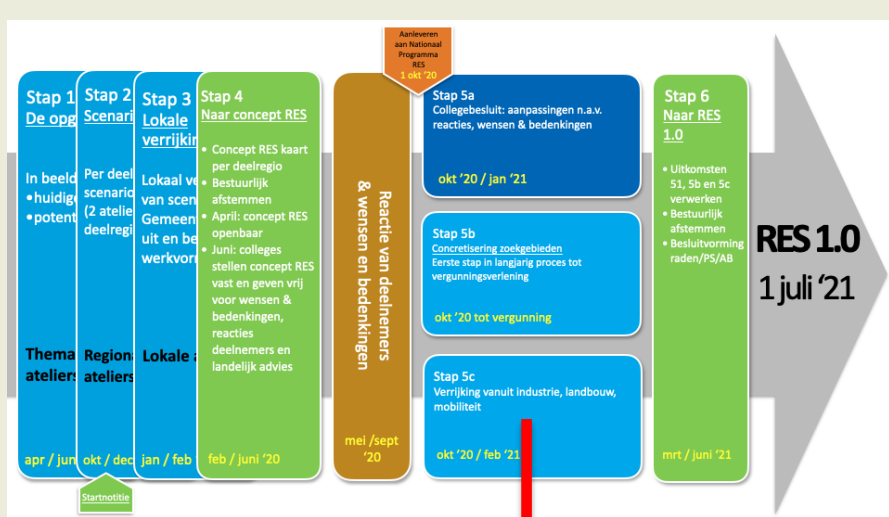 Aanleveren
aan Nationaal
Programma
RES
1 okt ‘20
Stap 1
De opg
In beeld
•huidig
•potent
Thema
ateliers
apr / jun
Stap 2
Scenari
Per deel
scenario
(2 atelie
deelregi
Region
ateliers
okt / dec
Startnotitie
Stap 3
Lokale
verrijkin
Lokaal ve
van scen
Gemeen
uit en be
werkvor
Lokale a
jan / feb
Stap 4
Naar concept RES
• Concept RES kaart
per deelregio
• Bestuurlijk
afstemmen
• April: concept RES
openbaar
• Juni: colleges
stellen concept RES
vast en geven vrij
voor wensen &
bedenkingen,
reacties
deelnemers en
landelijk advies
feb / juni ‘20
Reactie van deelnemers
& wensen en bedenkingen
mei /sept
‘20
Stap 5a
Collegebesluit: aanpassingen n.a.v.
reacties, wensen & bedenkingen
okt ‘20 / jan ‘21
Stap 5b
Concretisering zoekgebieden
Eerste stap in langjarig proces tot
vergunningsverlening
okt ‘20 tot vergunning
Stap 5c
Verrijking vanuit industrie, landbouw,
mobiliteit
okt ‘20 / feb ‘21
Stap 6
Naar RES
1.0
• Uitkomsten
51, 5b en 5c
verwerken
• Bestuurlijk
afstemmen
• Besluitvorming
raden/PS/AB
mrt / juni ‘21
RES 1.0
1 juli ‘21